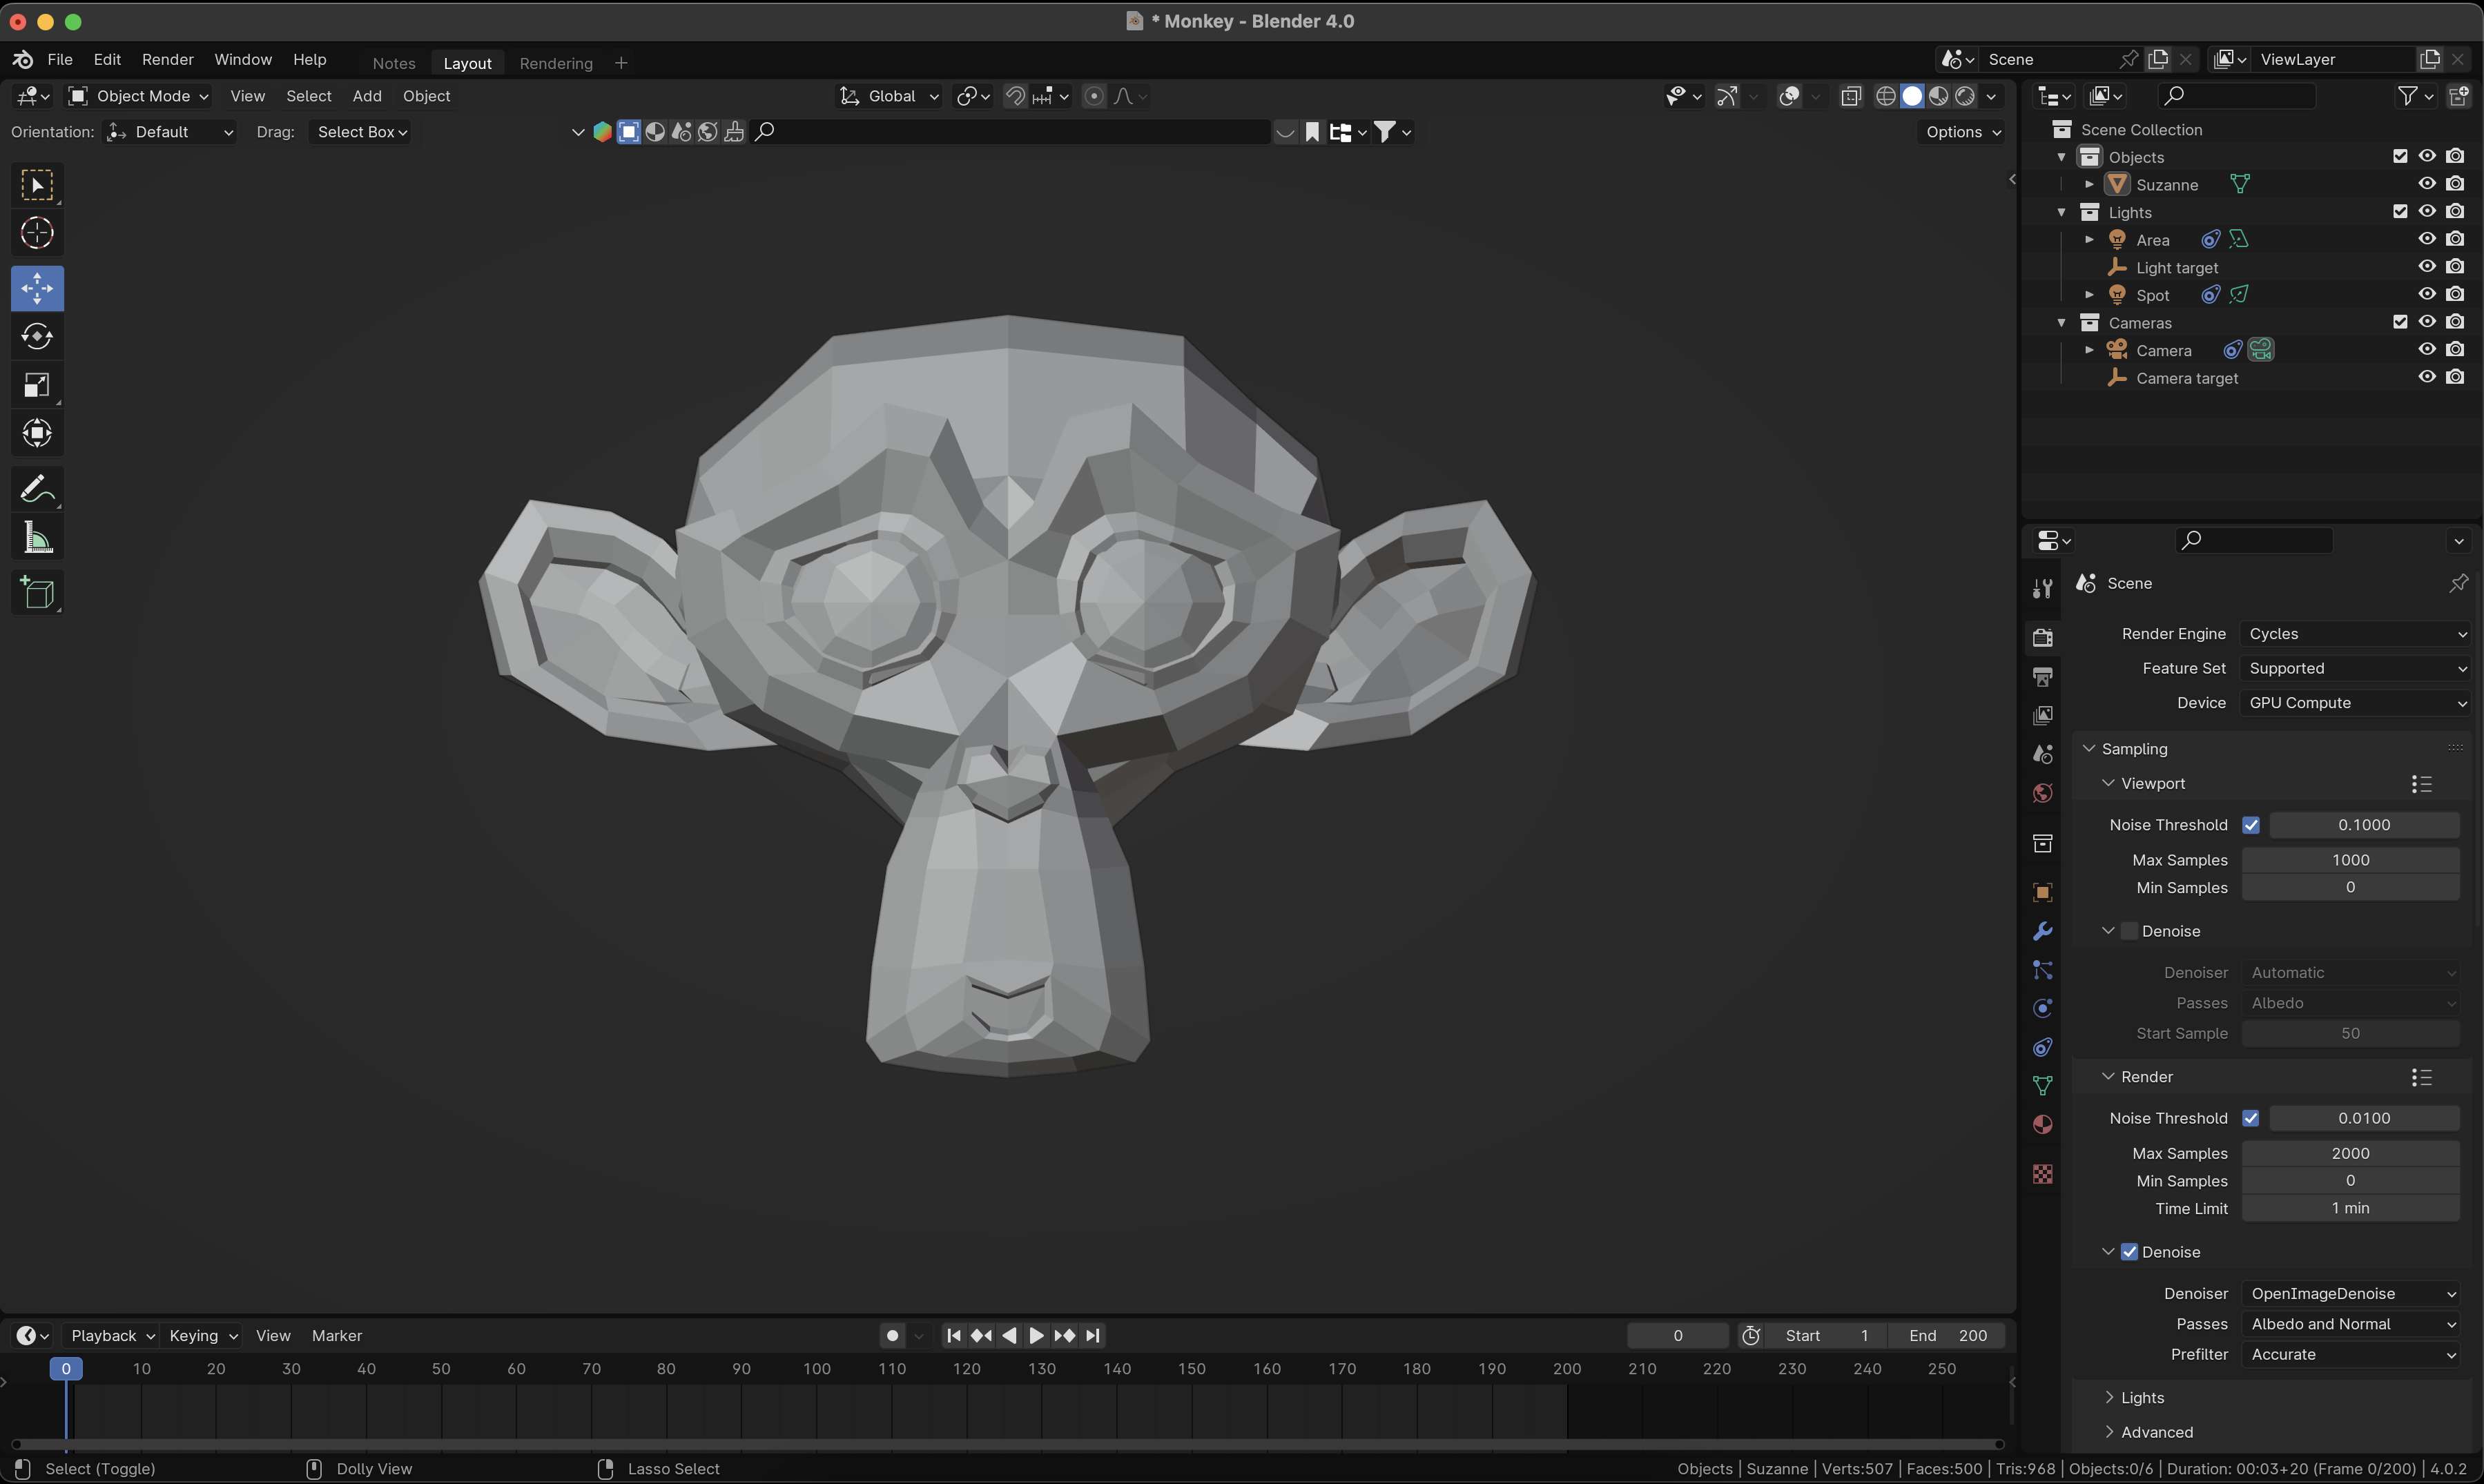 * Monkey - Blender 4.0
File Edit Render Window Help Notes Layout Rendering + Scene ViewLayer
Object Mode View Select Add Object Global
Orientation: Default Drag: Select Box Options
Scene Collection
Objects
Suzanne
Lights
Area
Light target
Spot
Cameras
Camera
Camera target
Scene
Render Engine Cycles
Feature Set Supported
Device GPU Compute
Sampling
Viewport
Noise Threshold 0.1000
Max Samples 1000
Min Samples 0
Denoise
Denoiser Automatic
Passes Albedo
Start Sample 50
Render
Noise Threshold 0.0100
Max Samples 2000
Min Samples 0
Time Limit 1 min
Denoise
Denoiser OpenImageDenoise
Passes Albedo and Normal
Prefilter Accurate
Lights
Advanced
Playback Keying View Marker 0 Start 1 End 200
0 10 20 30 40 50 60 70 80 90 100 110 120 130 140 150 160 170 180 190 200 210 220 230 240 250
Select (Toggle) Dolly View Lasso Select Objects | Suzanne | Verts:507 | Faces:500 | Tris:968 | Objects:0/6 | Duration: 00:03+20 (Frame 0/200) | 4.0.2